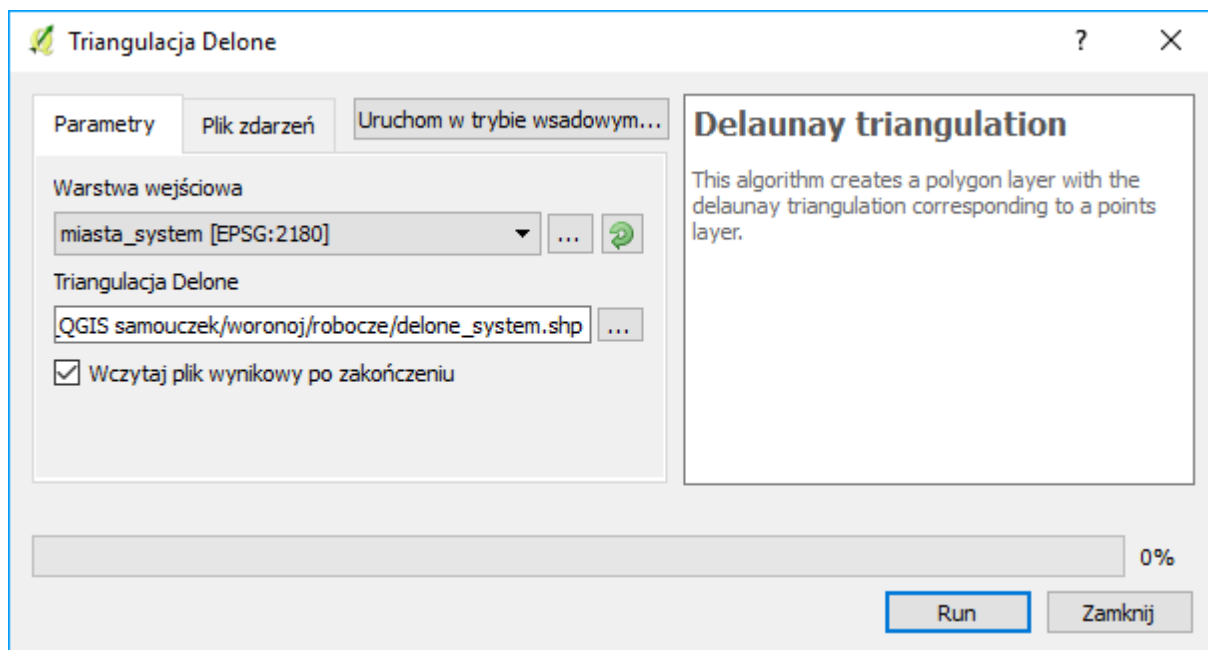 Triangulacja Delone
?
Parametry
Plik zdarzeń
Uruchom w trybie wsadowym...
Warstwa wejściowa
miasta_system [EPSG:2180]
...
Triangulacja Delone
_QGIS samouczek/woronoj/robocze/delone_system.shp
...
Wczytaj plik wynikowy po zakończeniu
Delaunay triangulation
This algorithm creates a polygon layer with the
delaunay triangulation corresponding to a points
layer.
0%
Run
Zamknij